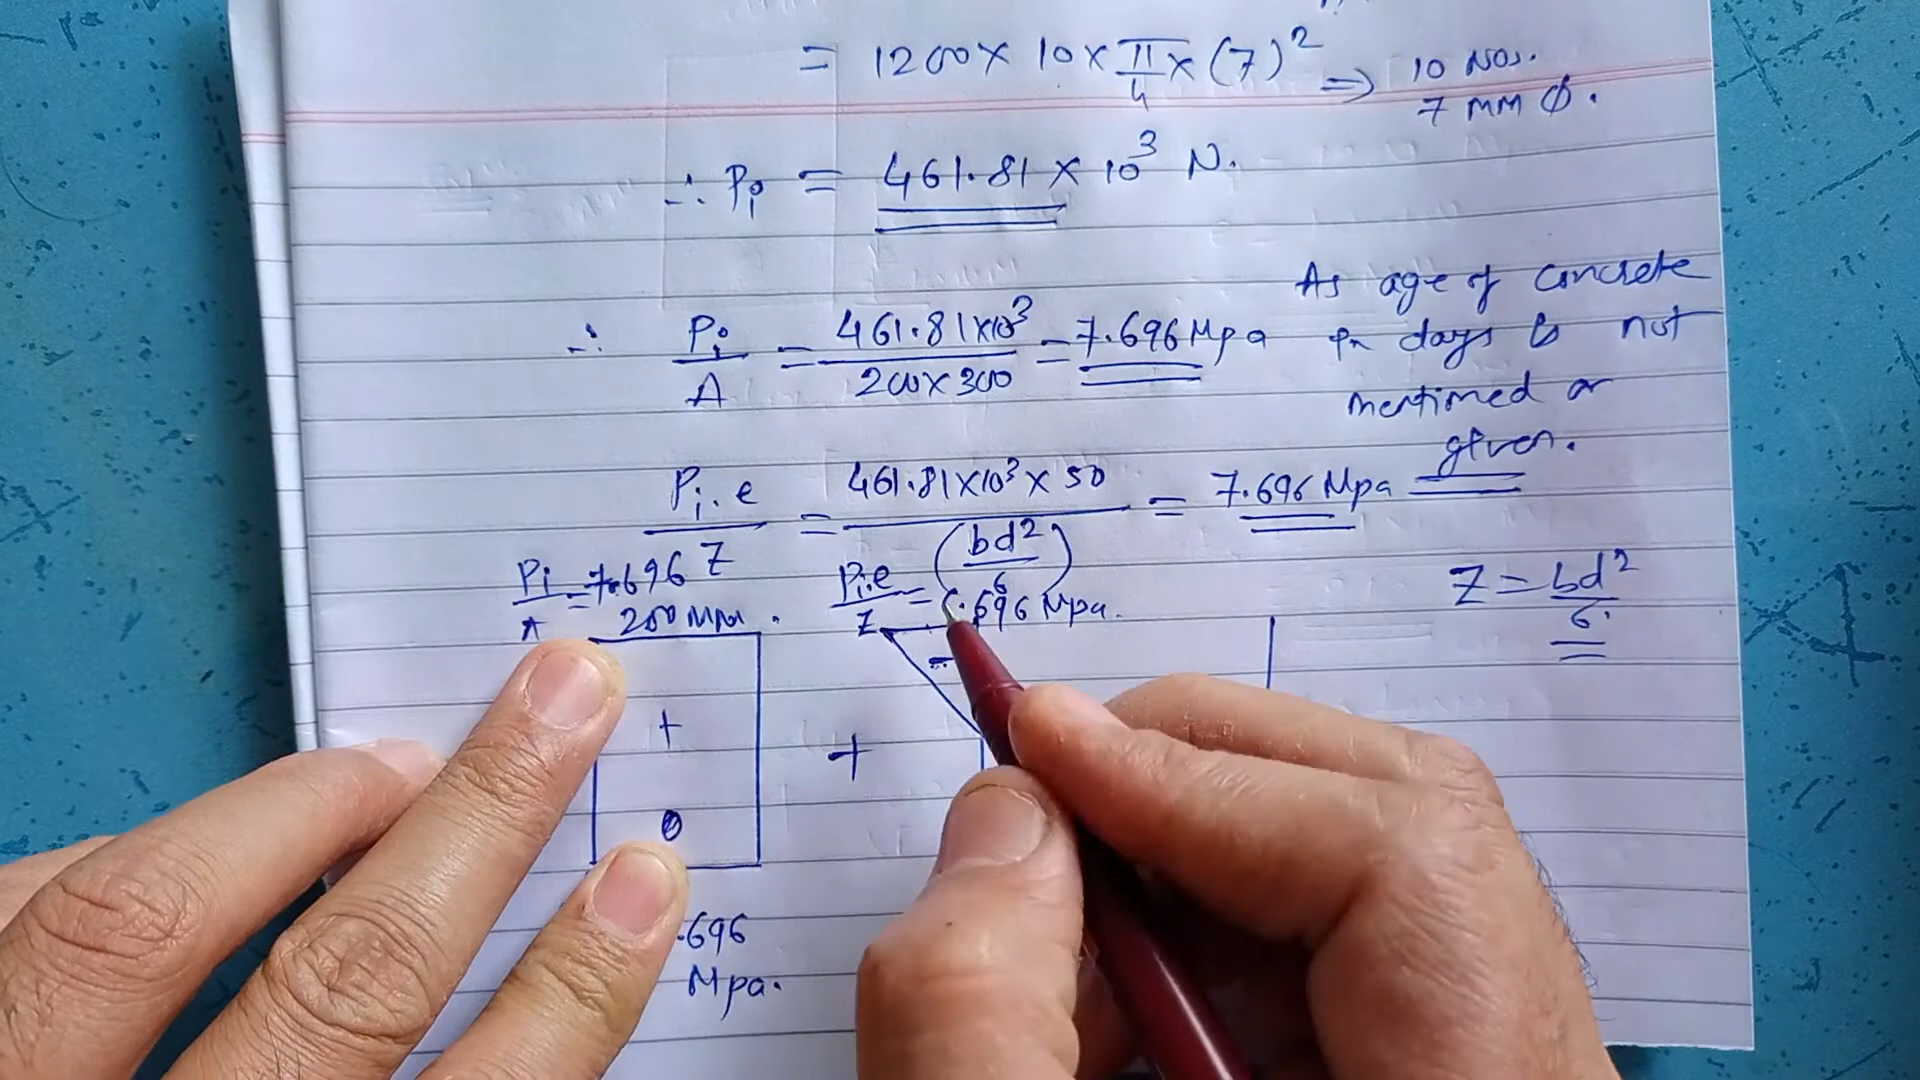 = 1200 × 10 × π/4 × (7)² ⇒ 10 Nos.
7 mm φ.
∴ Pi = 461.81 × 10³ N.
As age of concrete
in days is not
mentioned or
given.
∴ Pi/A = 461.81×10³ / 200×300 = 7.696 Mpa
Pi.e / Z = 461.81×10³ × 50 / (bd²/6) = 7.696 Mpa
Z = bd²/6.
Pi/A = 7.696
200 mm.
Pi.e/Z = .696 Mpa.
-
+
+
.696
Mpa.